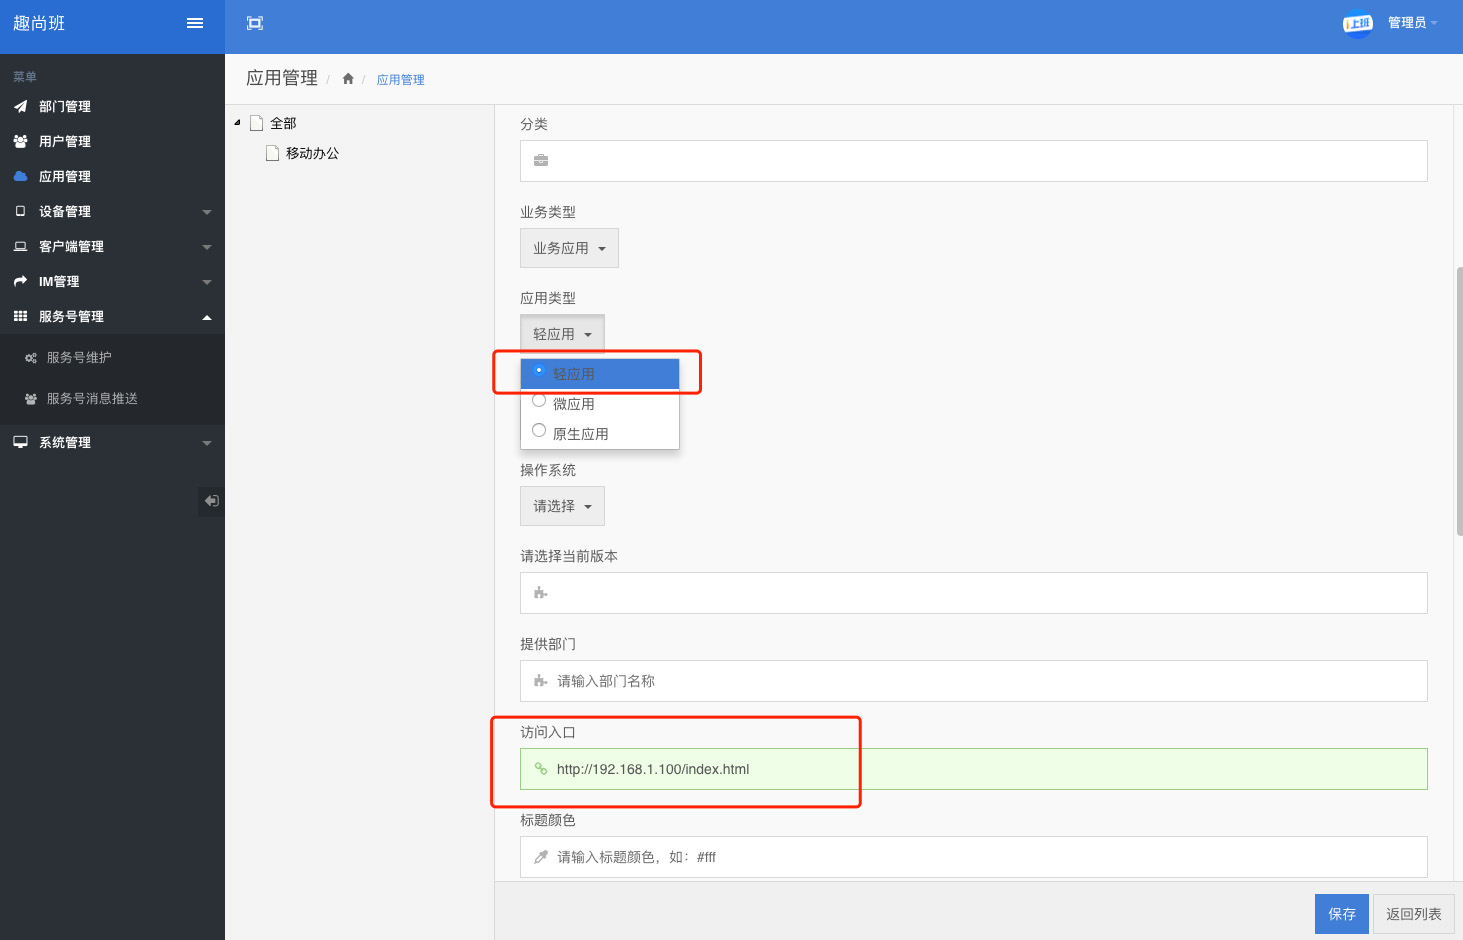 趣尚班
i上班
管理员
菜单
部门管理
用户管理
应用管理
设备管理
客户端管理
IM管理
服务号管理
服务号维护
服务号消息推送
系统管理
应用管理 / / 应用管理
全部
移动办公
分类
业务类型
业务应用
应用类型
轻应用
轻应用
微应用
原生应用
操作系统
请选择
请选择当前版本
提供部门
请输入部门名称
访问入口
http://192.168.1.100/index.html
标题颜色
请输入标题颜色，如：#fff
保存
返回列表